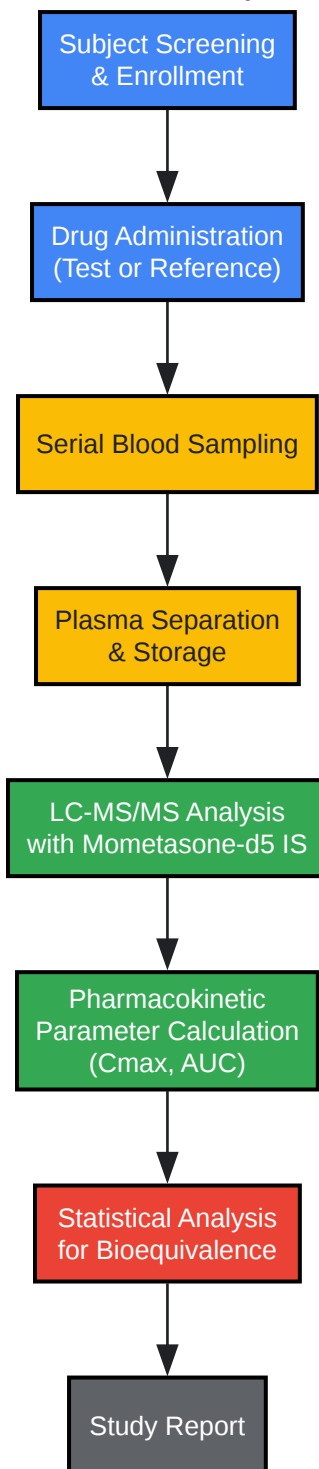 Subject Screening
& Enrollment
Drug Administration
(Test or Reference)
Serial Blood Sampling
Plasma Separation
& Storage
LC-MS/MS Analysis
with Mometasone-d5 IS
Pharmacokinetic
Parameter Calculation
(Cmax, AUC)
Statistical Analysis
for Bioequivalence
Study Report